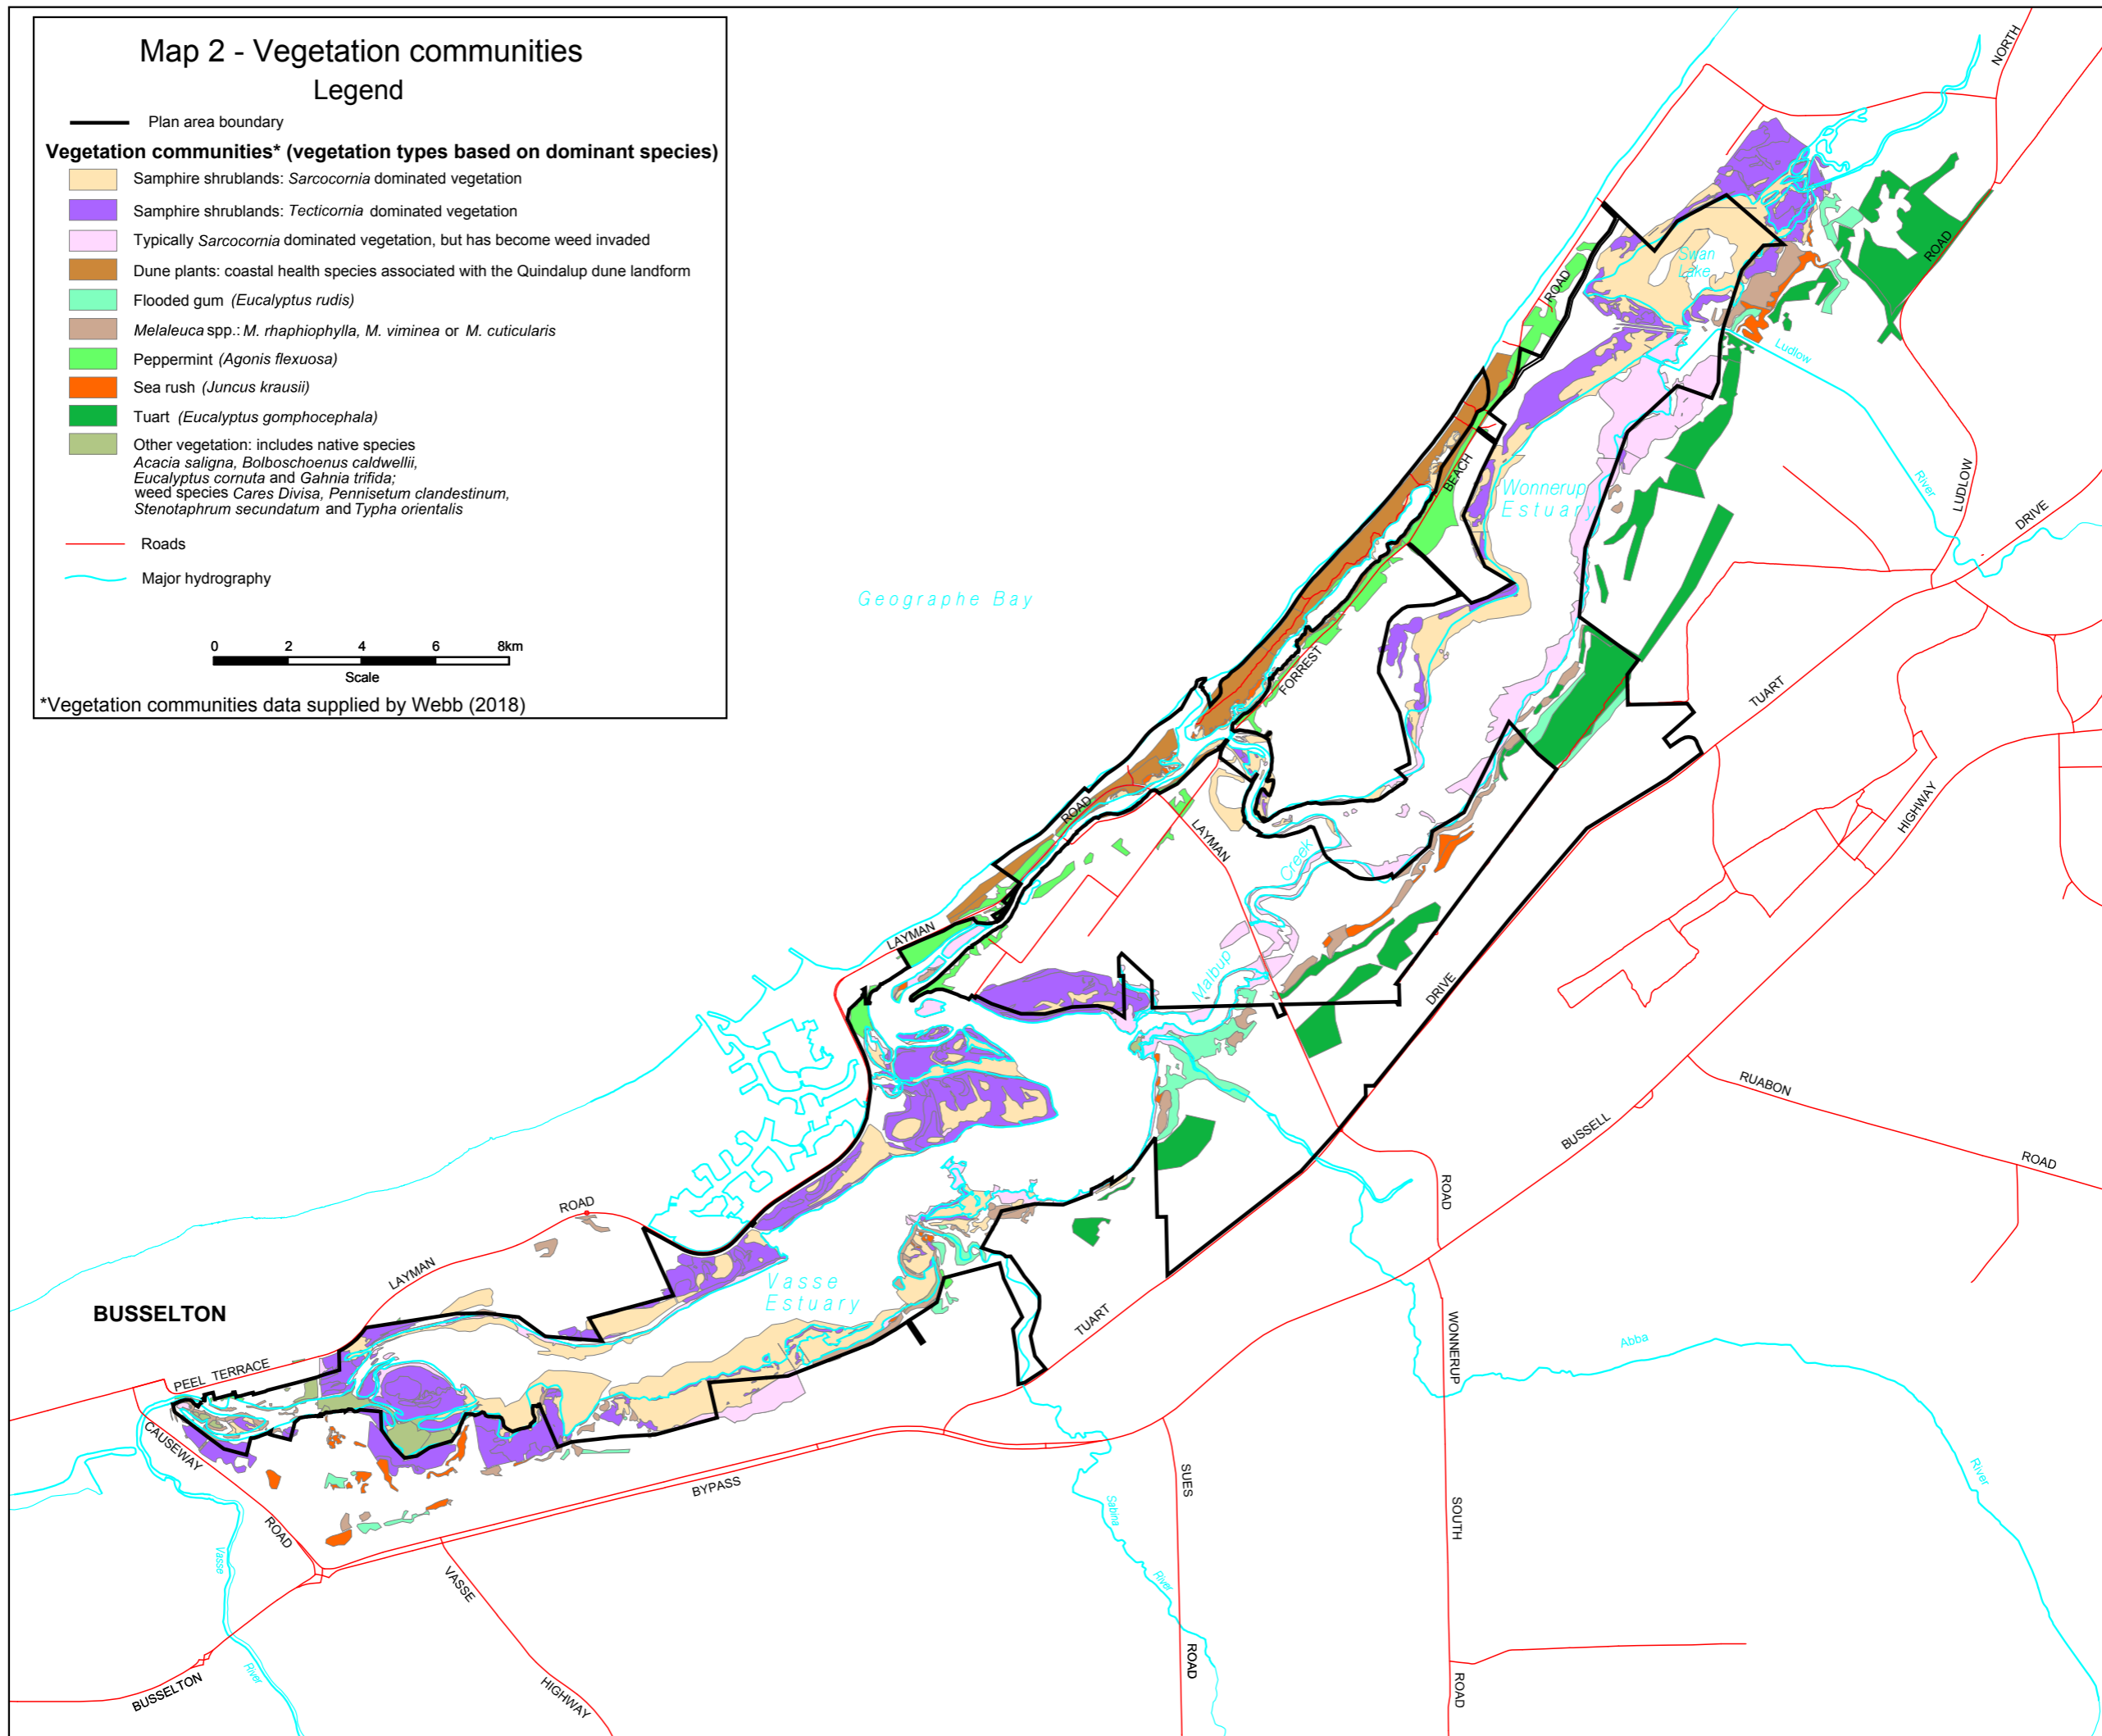 Map 2 - Vegetation communities
Legend
Plan area boundary
Vegetation communities* (vegetation types based on dominant species)
Samphire shrublands: Sarcocornia dominated vegetation
Samphire shrublands: Tecticornia dominated vegetation
Typically Sarcocornia dominated vegetation, but has become weed invaded
Dune plants: coastal health species associated with the Quindalup dune landform
Flooded gum (Eucalyptus rudis)
Melaleuca spp.: M. rhaphiophylla, M. viminea or M. cuticularis
Peppermint (Agonis flexuosa)
Sea rush (Juncus krausii)
Tuart (Eucalyptus gomphocephala)
Other vegetation: includes native species
Acacia saligna, Bolboschoenus caldwellii,
Eucalyptus cornuta and Gahnia trifida;
weed species Cares Divisa, Pennisetum clandestinum,
Stenotaphrum secundatum and Typha orientalis
Roads
Major hydrography
0 2 4 6 8km
Scale
*Vegetation communities data supplied by Webb (2018)
NORTH
ROAD
Swan
Lake
ROAD
Ludlow
River
LUDLOW
DRIVE
BEACH
Wonnerup
Estuary
Geographe Bay
FORREST
TUART
HIGHWAY
ROAD
LAYMAN
Creek
LAYMAN
Malbup
DRIVE
RUABON
ROAD
BUSSELL
ROAD
ROAD
LAYMAN
Vasse
Estuary
BUSSELTON
TUART
WONNERUP
Abba
River
PEEL TERRACE
CAUSEWAY
ROAD
BYPASS
SUES
SOUTH
Sabina
River
Vasse
River
VASSE
HIGHWAY
BUSSELTON
ROAD
ROAD